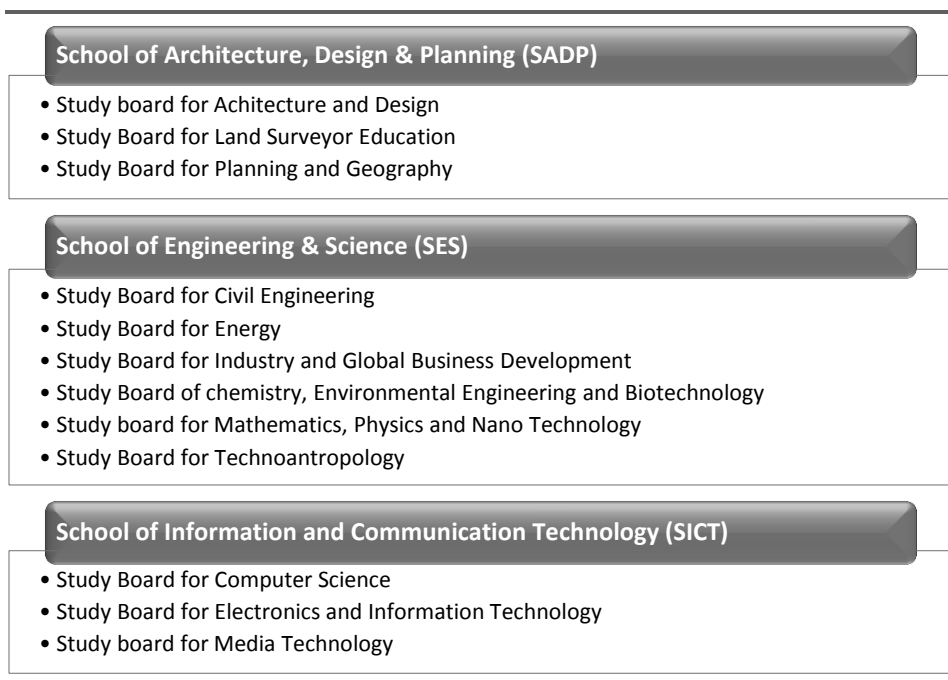 School of Architecture, Design & Planning (SADP)
• Study board for Achitecture and Design
• Study Board for Land Surveyor Education
• Study Board for Planning and Geography
School of Engineering & Science (SES)
• Study Board for Civil Engineering
• Study Board for Energy
• Study Board for Industry and Global Business Development
• Study Board of chemistry, Environmental Engineering and Biotechnology
• Study board for Mathematics, Physics and Nano Technology
• Study Board for Technoantropology
School of Information and Communication Technology (SICT)
• Study Board for Computer Science
• Study Board for Electronics and Information Technology
• Study board for Media Technology